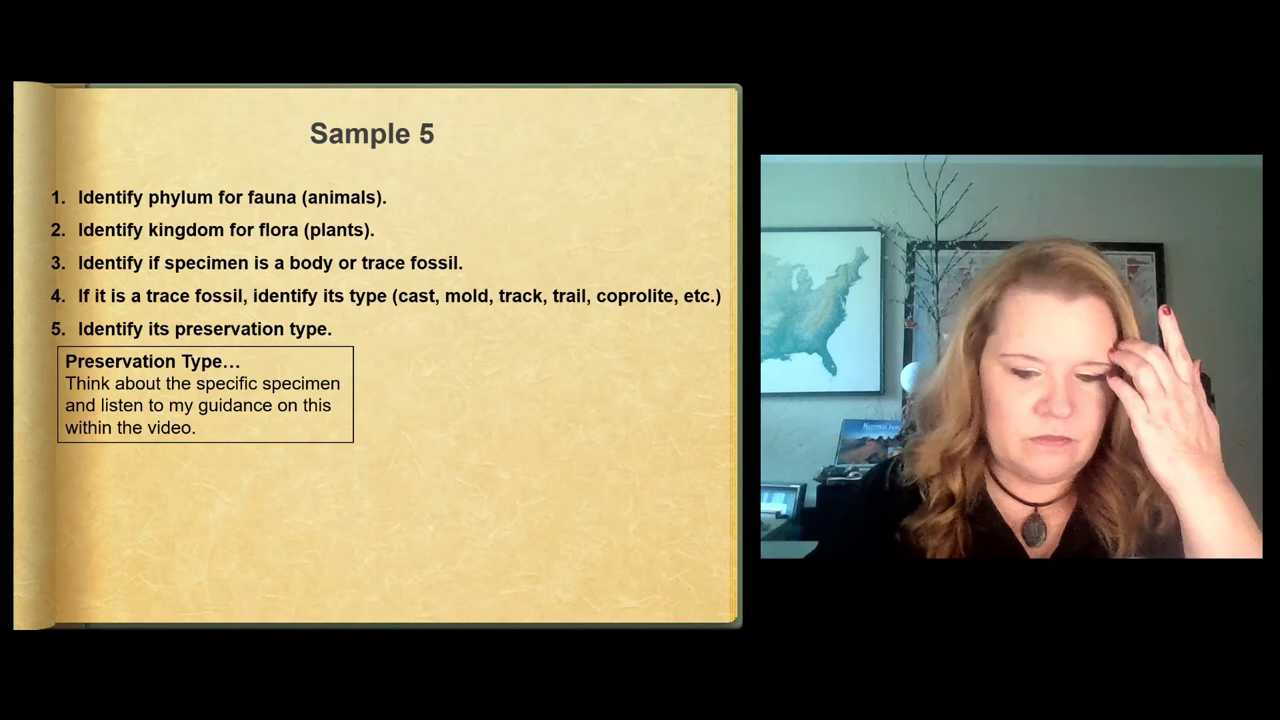 Sample 5
1. Identify phylum for fauna (animals).
2. Identify kingdom for flora (plants).
3. Identify if specimen is a body or trace fossil.
4. If it is a trace fossil, identify its type (cast, mold, track, trail, coprolite, etc.)
5. Identify its preservation type.
Preservation Type…
Think about the specific specimen
and listen to my guidance on this
within the video.